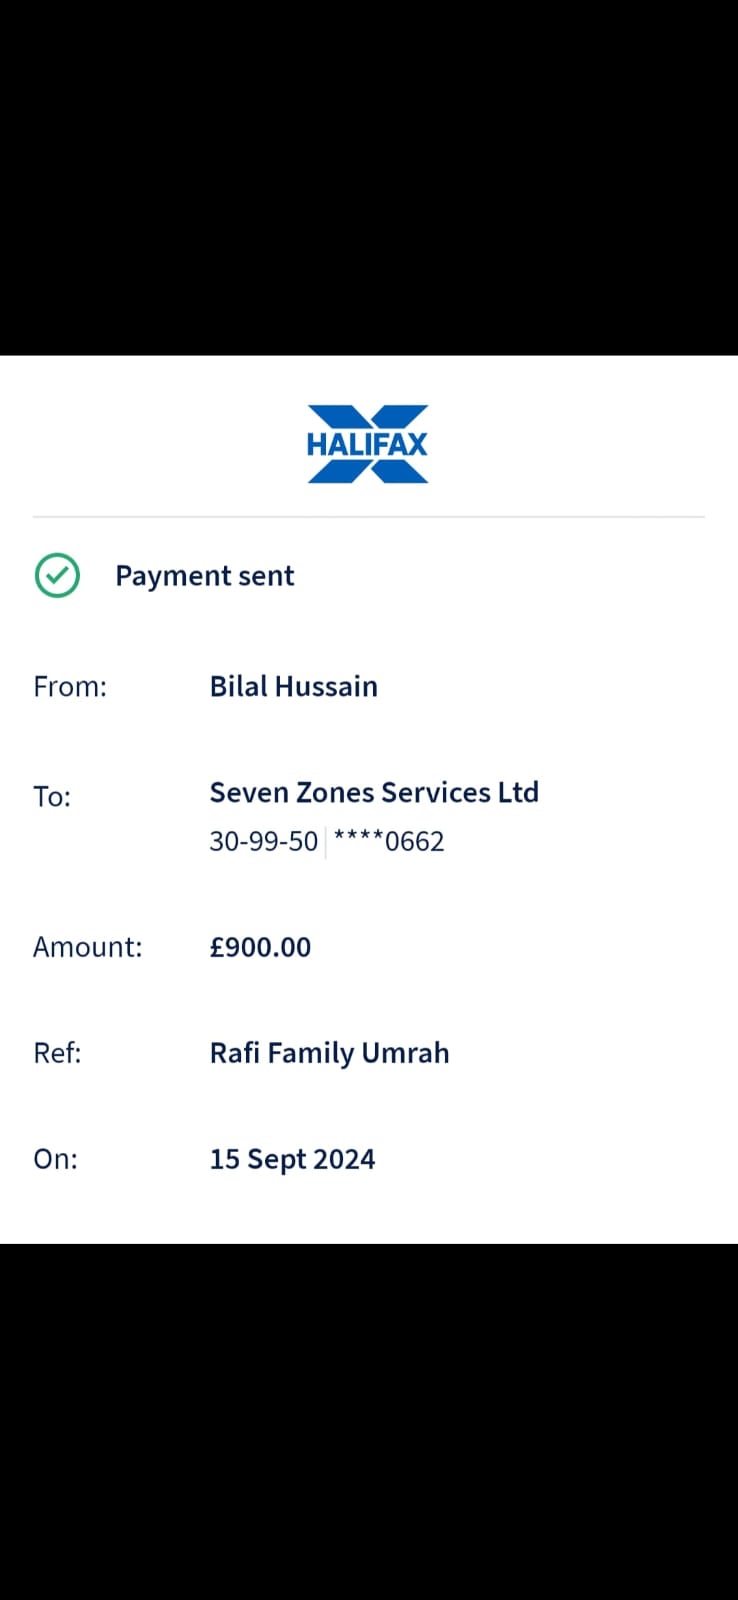 HALIFAX
Payment sent
From: Bilal Hussain
To: Seven Zones Services Ltd
30-99-50 ****0662
Amount: £900.00
Ref: Rafi Family Umrah
On: 15 Sept 2024